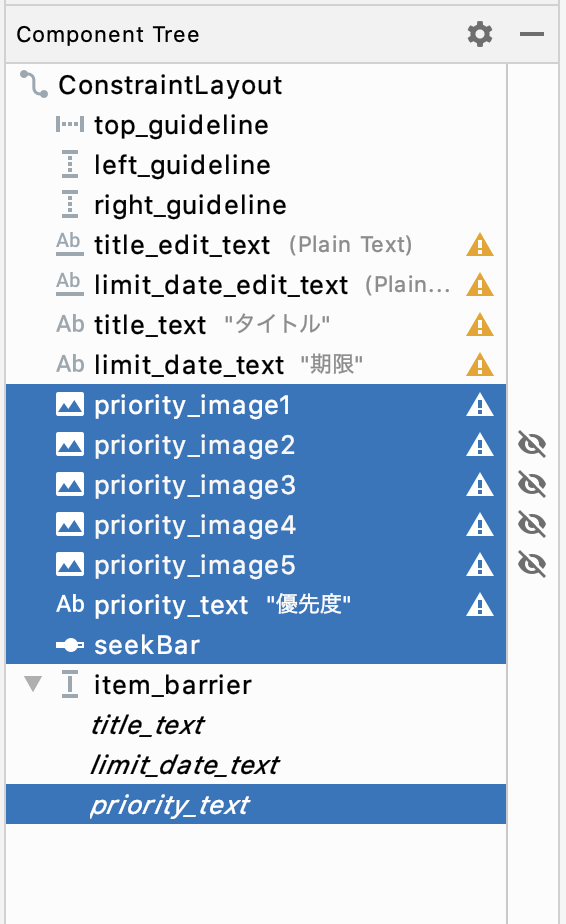 Component Tree
ConstraintLayout
top_guideline
left_guideline
right_guideline
Ab title_edit_text (Plain Text)
Ab limit_date_edit_text (Plain...
Ab title_text "タイトル"
Ab limit_date_text "期限"
priority_image1
priority_image2
priority_image3
priority_image4
priority_image5
Ab priority_text "優先度"
seekBar
item_barrier
title_text
limit_date_text
priority_text